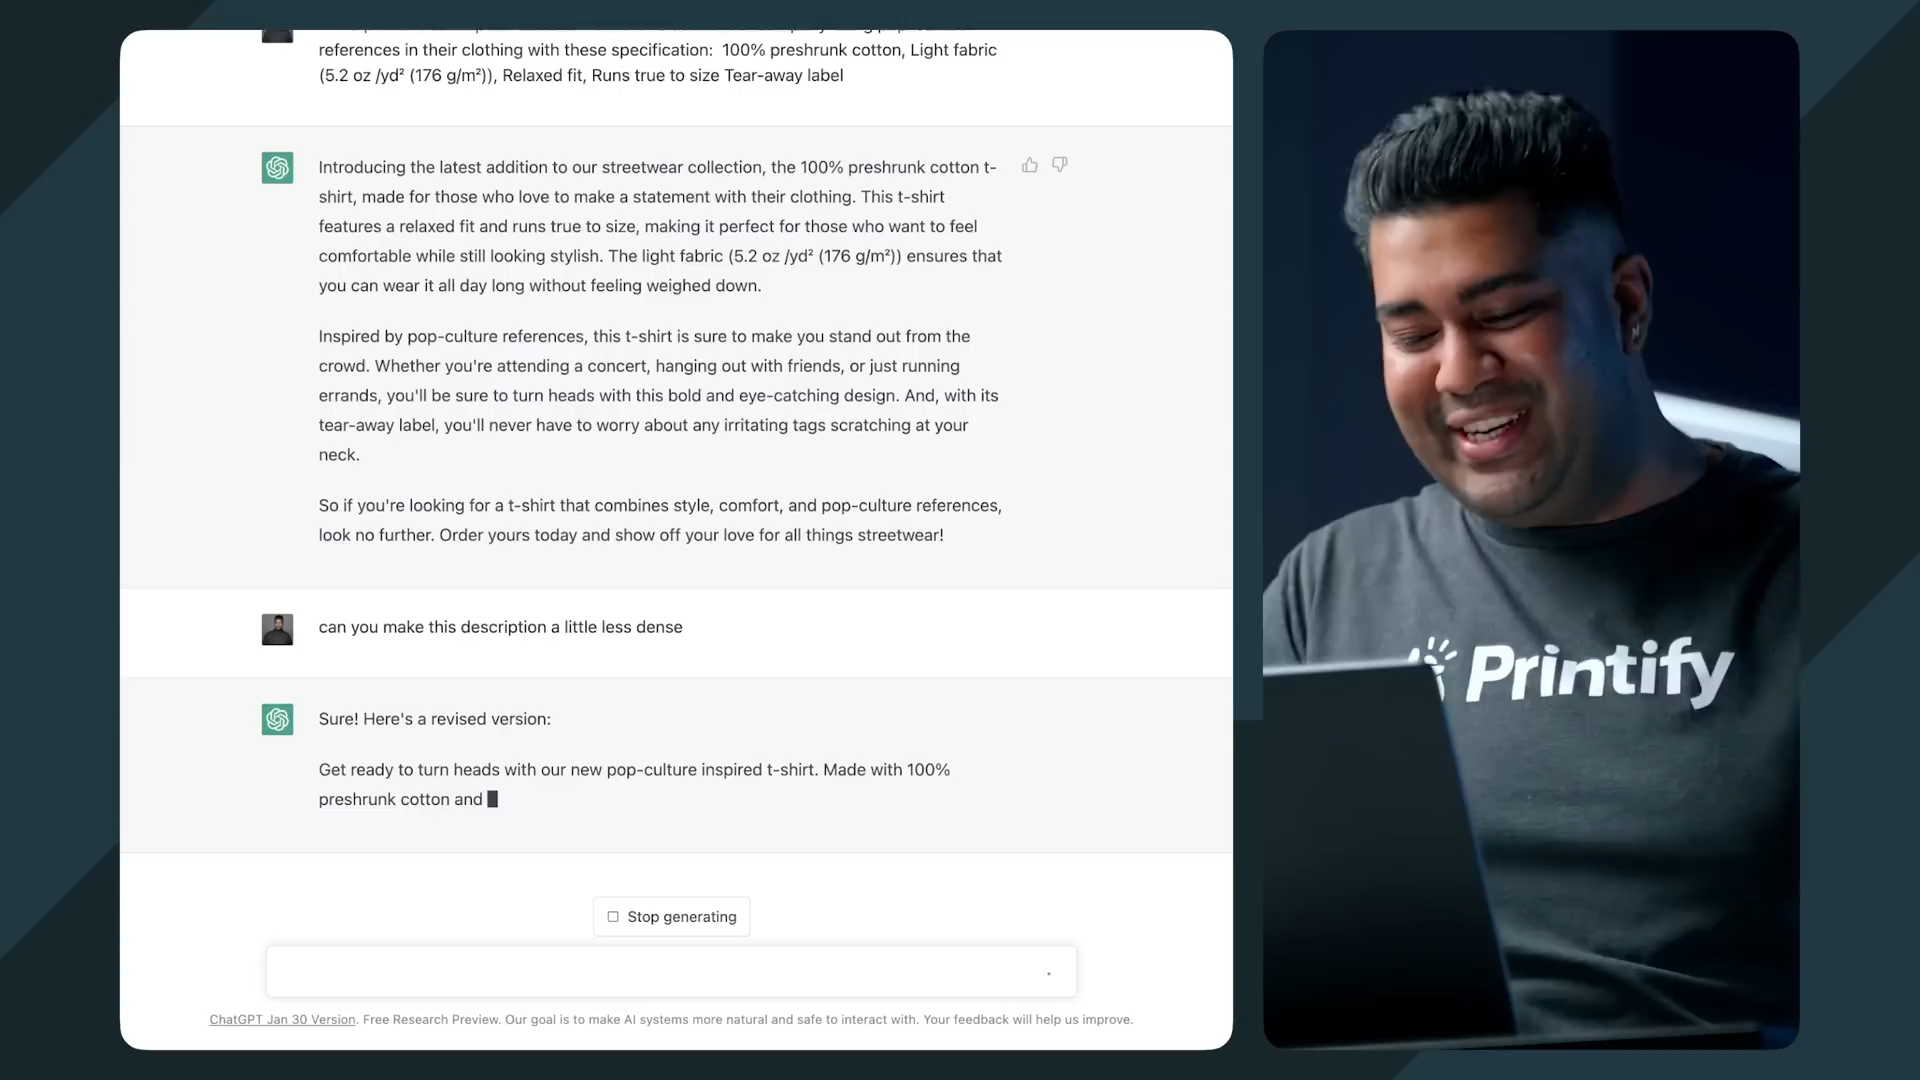 references in their clothing with these specification:  100% preshrunk cotton, Light fabric
(5.2 oz /yd² (176 g/m²)), Relaxed fit, Runs true to size Tear-away label
Introducing the latest addition to our streetwear collection, the 100% preshrunk cotton t-
shirt, made for those who love to make a statement with their clothing. This t-shirt
features a relaxed fit and runs true to size, making it perfect for those who want to feel
comfortable while still looking stylish. The light fabric (5.2 oz /yd² (176 g/m²)) ensures that
you can wear it all day long without feeling weighed down.
Inspired by pop-culture references, this t-shirt is sure to make you stand out from the
crowd. Whether you're attending a concert, hanging out with friends, or just running
errands, you'll be sure to turn heads with this bold and eye-catching design. And, with its
tear-away label, you'll never have to worry about any irritating tags scratching at your
neck.
So if you're looking for a t-shirt that combines style, comfort, and pop-culture references,
look no further. Order yours today and show off your love for all things streetwear!
can you make this description a little less dense
Sure! Here's a revised version:
Get ready to turn heads with our new pop-culture inspired t-shirt. Made with 100%
preshrunk cotton and
Stop generating
ChatGPT Jan 30 Version. Free Research Preview. Our goal is to make AI systems more natural and safe to interact with. Your feedback will help us improve.
Printify